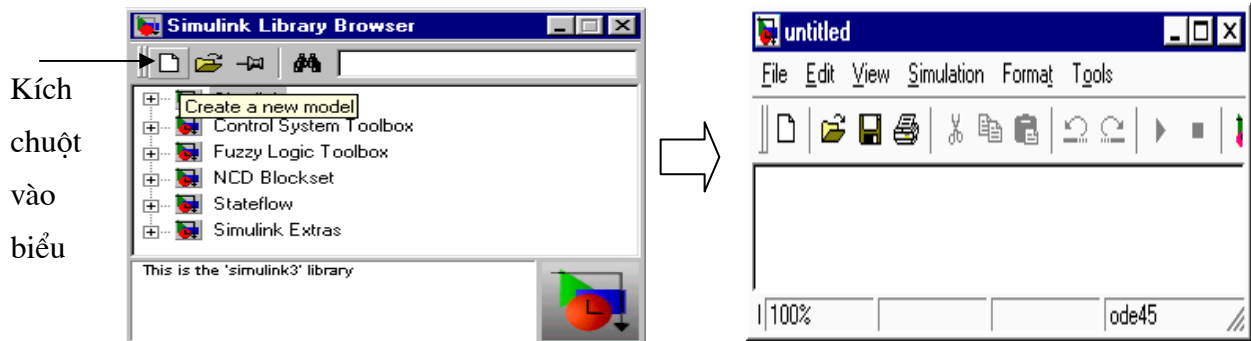 Kích
chuột
vào
biểu
Simulink Library Browser
Create a new model
Control System Toolbox
Fuzzy Logic Toolbox
NCD Blockset
Stateflow
Simulink Extras
This is the 'simulink3' library
untitled
File Edit View Simulation Format Tools
100% ode45